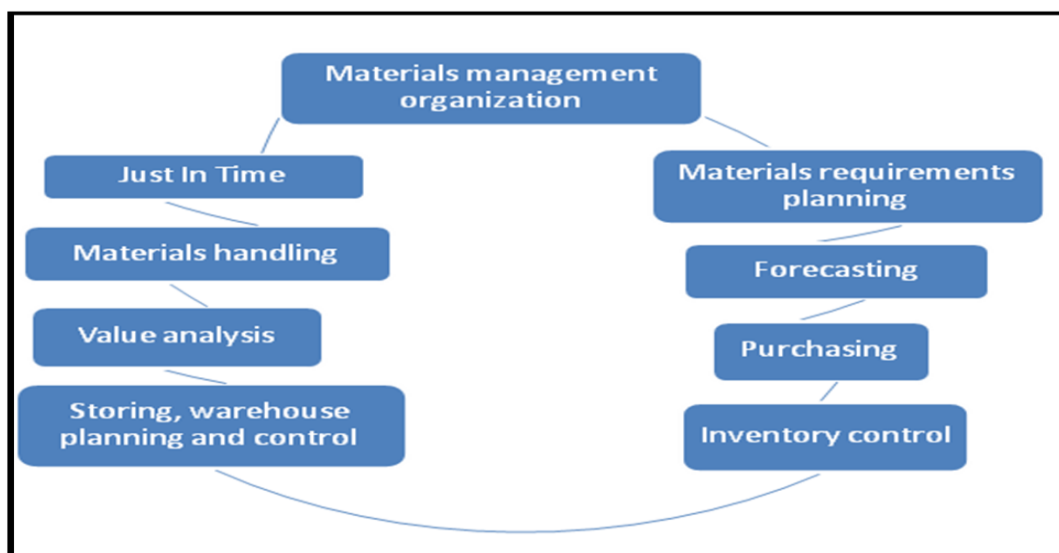 Materials management
organization
Just In Time
Materials requirements
planning
Materials handling
Forecasting
Value analysis
Purchasing
Storing, warehouse
planning and control
Inventory control